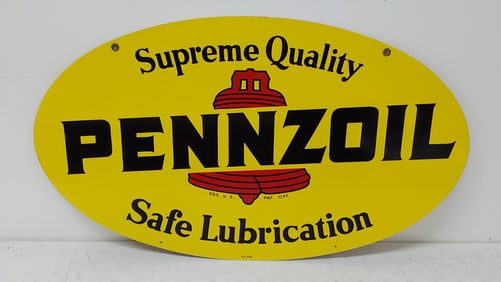 Supreme Quality
PENNZOIL
REG. U.S. PAT. OFF.
Safe Lubrication